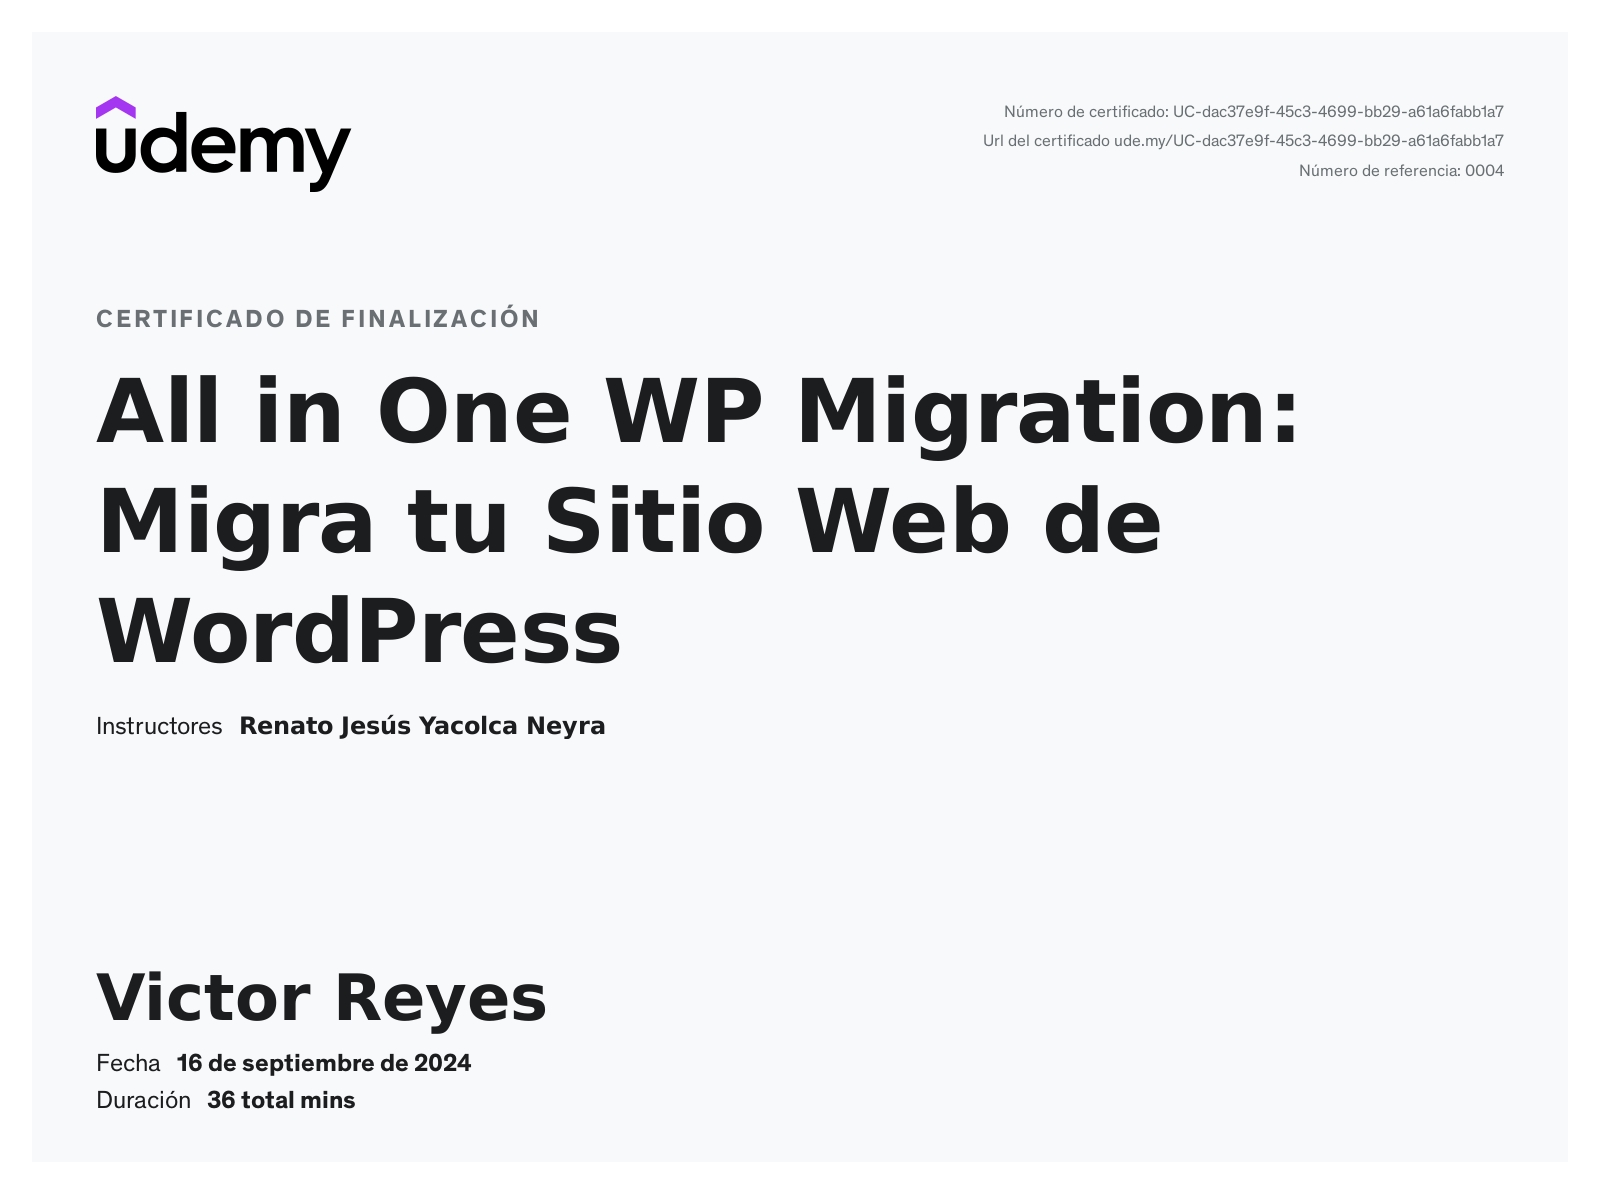 udemy
Número de certificado: UC-dac37e9f-45c3-4699-bb29-a61a6fabb1a7
Url del certificado ude.my/UC-dac37e9f-45c3-4699-bb29-a61a6fabb1a7
Número de referencia: 0004
CERTIFICADO DE FINALIZACIÓN
All in One WP Migration:
Migra tu Sitio Web de
WordPress
Instructores Renato Jesús Yacolca Neyra
Victor Reyes
Fecha 16 de septiembre de 2024
Duración 36 total mins